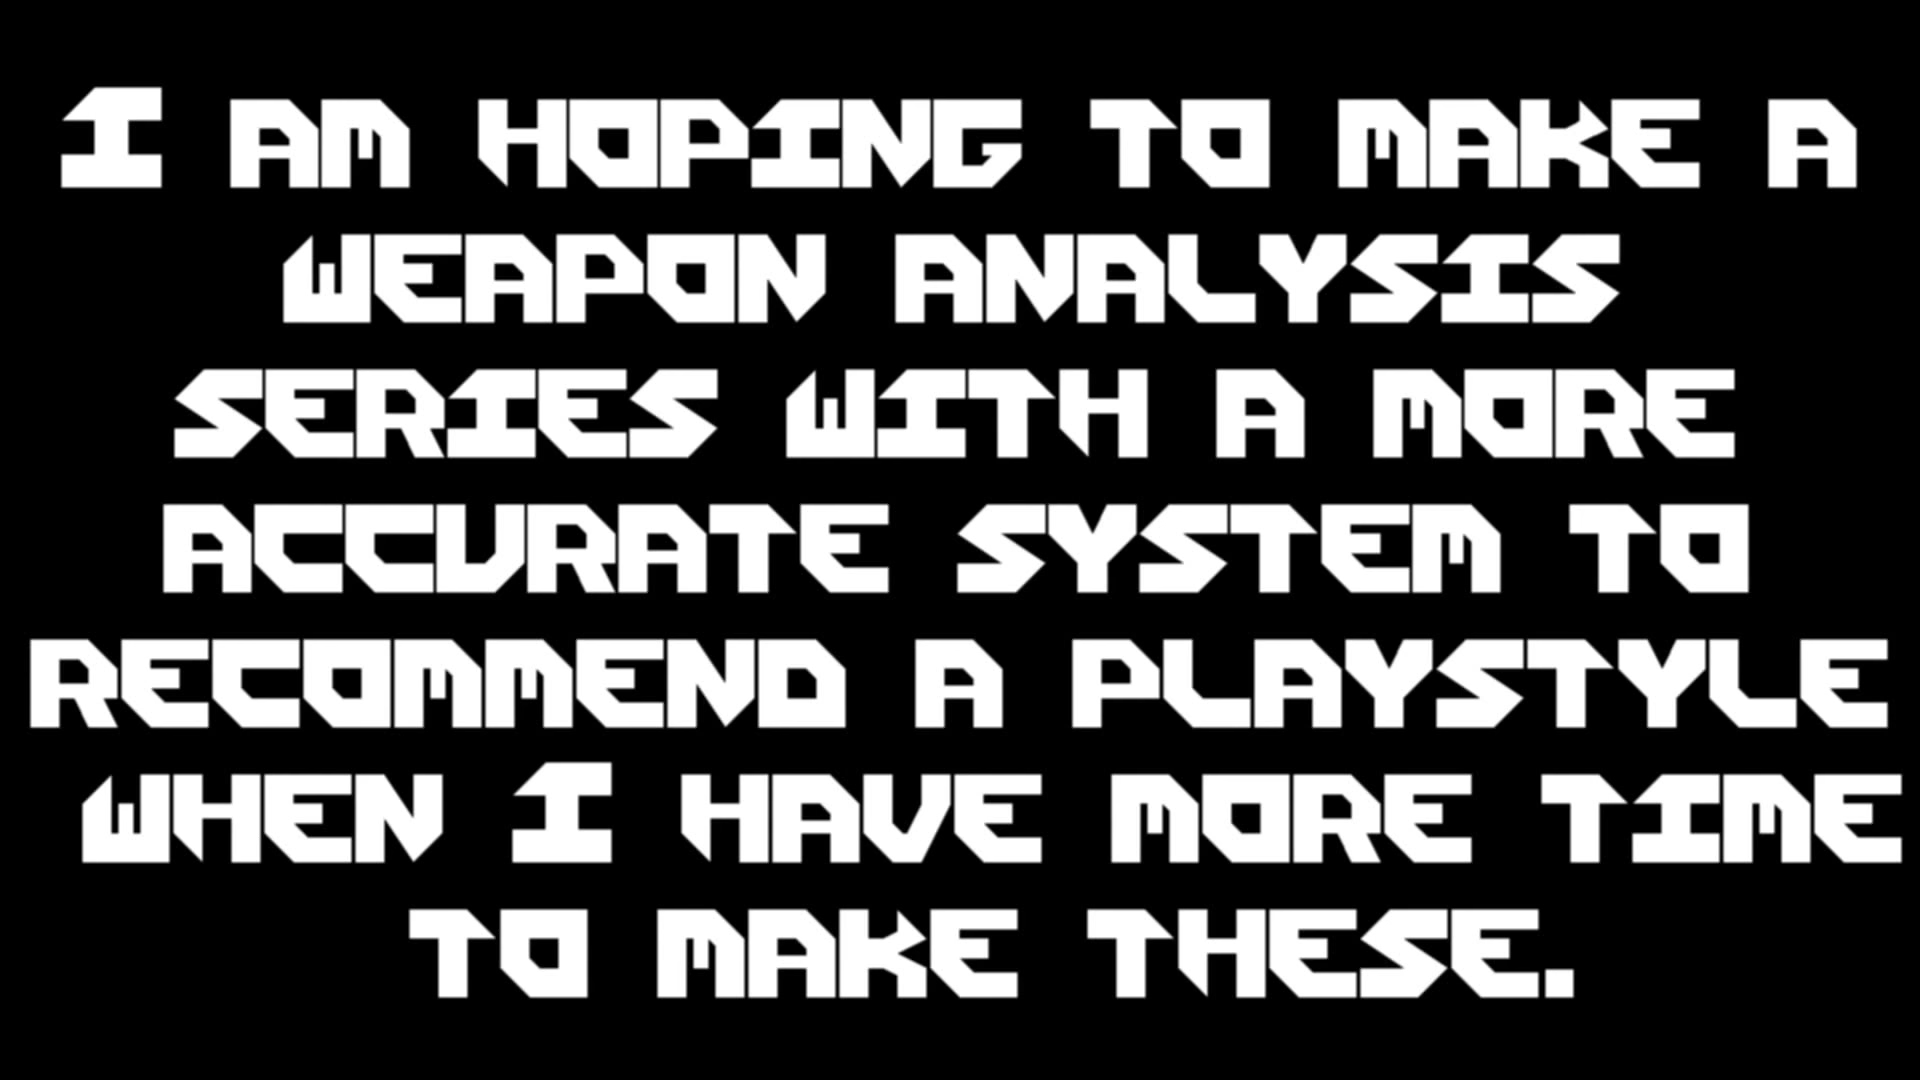 I AM HOPING TO MAKE A
WEAPON ANALYSIS
SERIES WITH A MORE
ACCURATE SYSTEM TO
RECOMMEND A PLAYSTYLE
WHEN I HAVE MORE TIME
TO MAKE THESE.